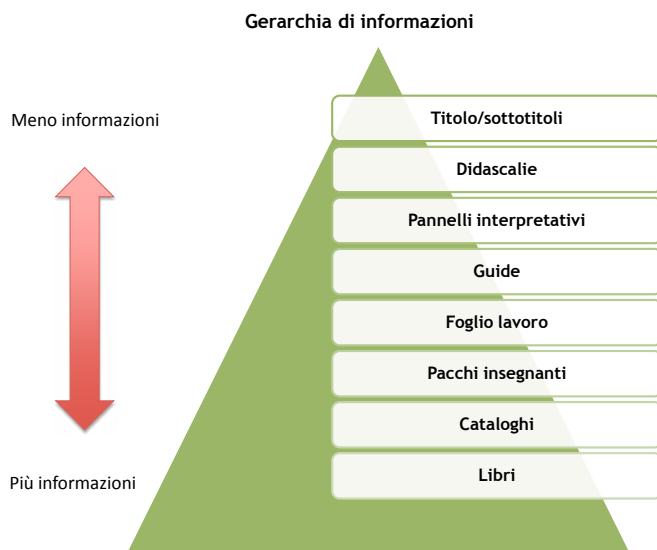 Gerarchia di informazioni
Meno informazioni
Titolo/sottotitoli
Didascalie
Pannelli interpretativi
Guide
Foglio lavoro
Pacchi insegnanti
Cataloghi
Libri
Più informazioni